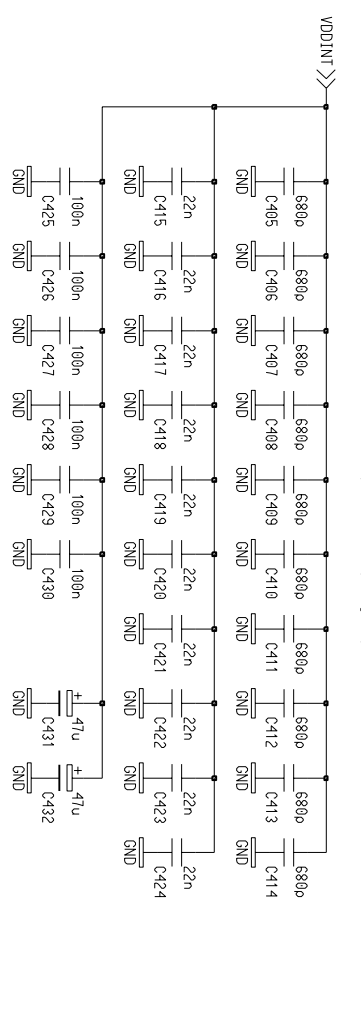 VDDINT
680p 680p 680p 680p 680p 680p 680p 680p 680p 680p
C405 C406 C407 C408 C409 C410 C411 C412 C413 C414
GND GND GND GND GND GND GND GND GND GND
22n 22n 22n 22n 22n 22n 22n 22n 22n 22n
C415 C416 C417 C418 C419 C420 C421 C422 C423 C424
GND GND GND GND GND GND GND GND GND GND
100n 100n 100n 100n 100n 100n + 47u + 47u
C425 C426 C427 C428 C429 C430 C431 C432
GND GND GND GND GND GND GND GND